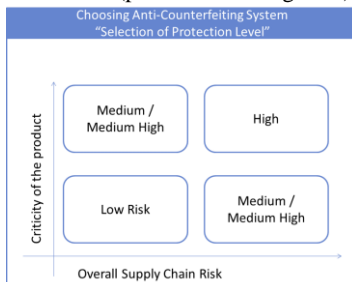 Choosing Anti-Counterfeiting System
“Selection of Protection Level”
Medium /
Medium High
High
Low Risk
Medium /
Medium High
Criticity of the product
Overall Supply Chain Risk